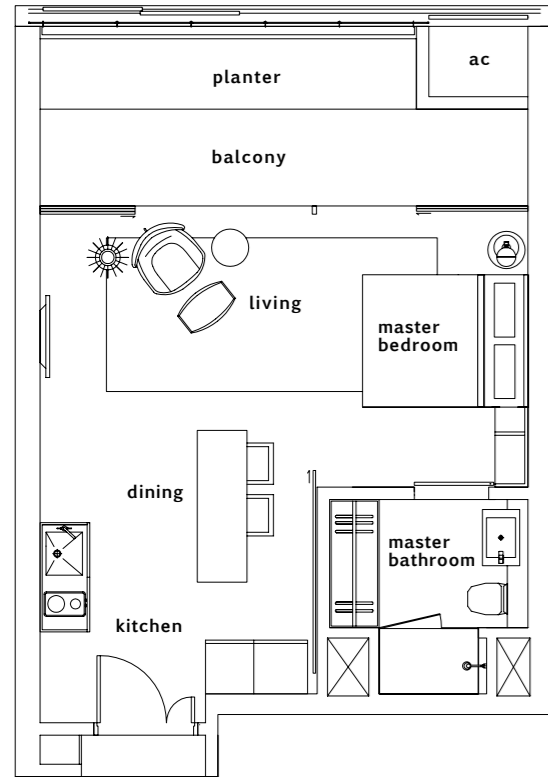 ac
planter
balcony
living
master
bedroom
dining
master
bathroom
kitchen